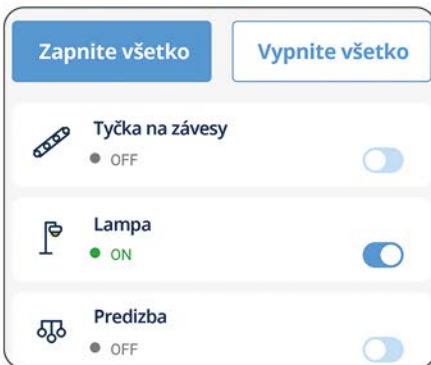 Zapnite všetko
Vypnite všetko
Tyčka na závesy
OFF
Lampa
ON
Predizba
OFF